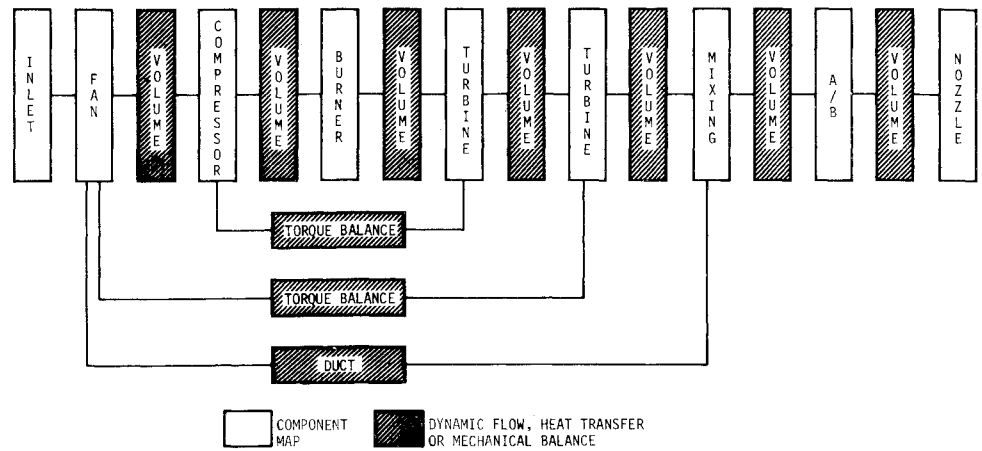 INLET
FAN
VOLUME
COMPRESSOR
VOLUME
BURNER
VOLUME
TURBINE
VOLUME
TURBINE
VOLUME
MIXING
VOLUME
A/B
VOLUME
NOZZLE
TORQUE BALANCE
TORQUE BALANCE
DUCT
COMPONENT
MAP
DYNAMIC FLOW, HEAT TRANSFER
OR MECHANICAL BALANCE